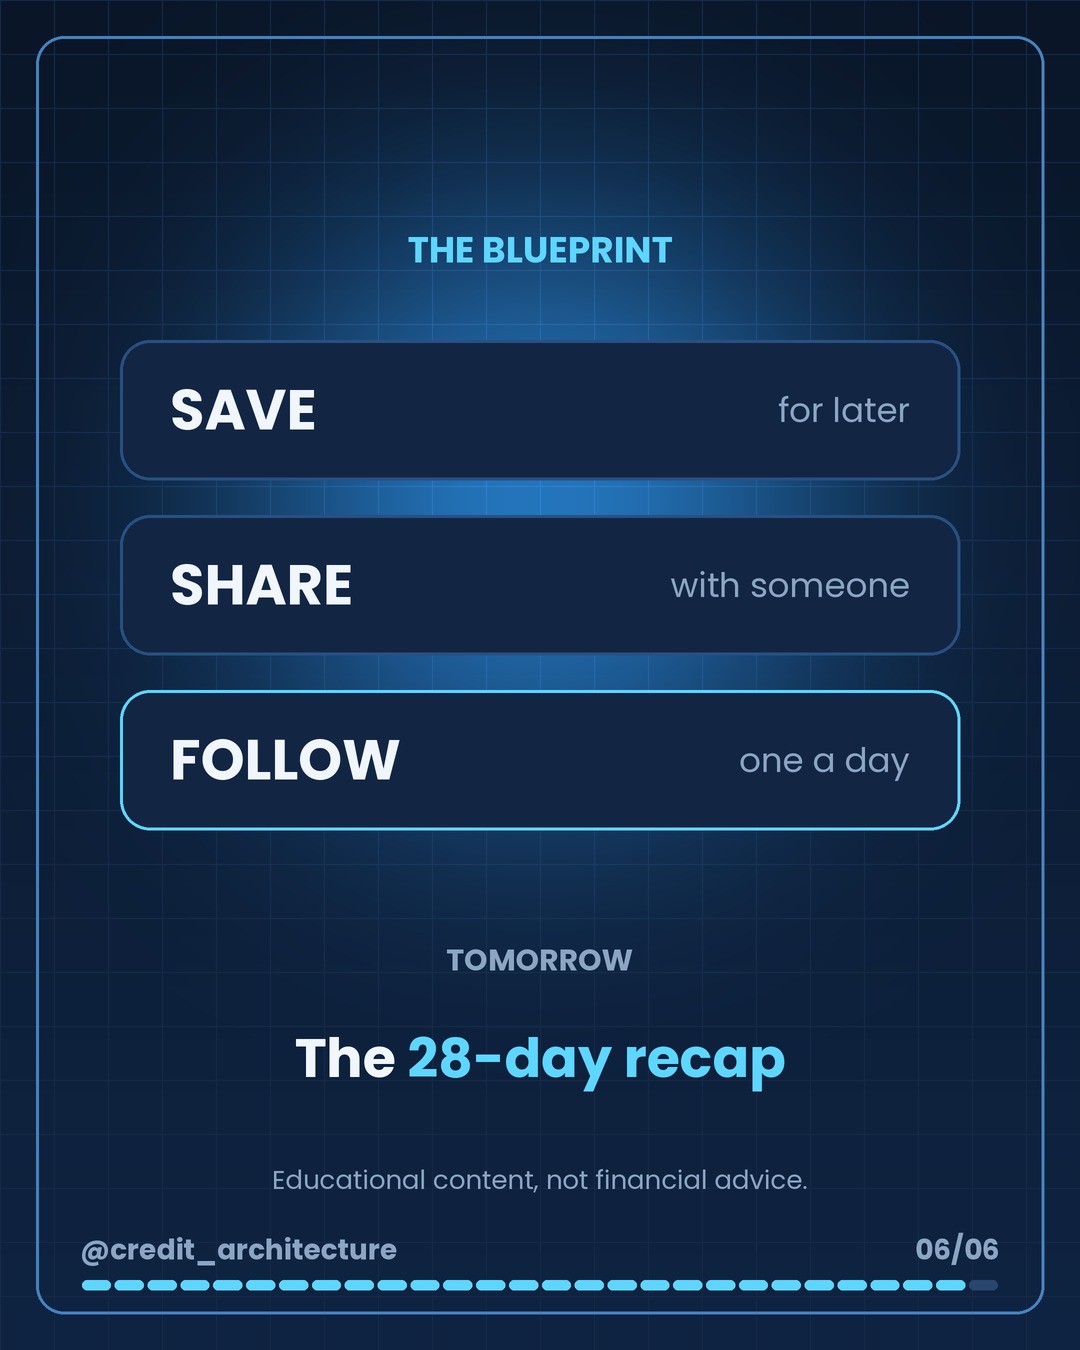 THE BLUEPRINT
SAVE for later
SHARE with someone
FOLLOW one a day
TOMORROW
The 28-day recap
Educational content, not financial advice.
@credit_architecture 06/06